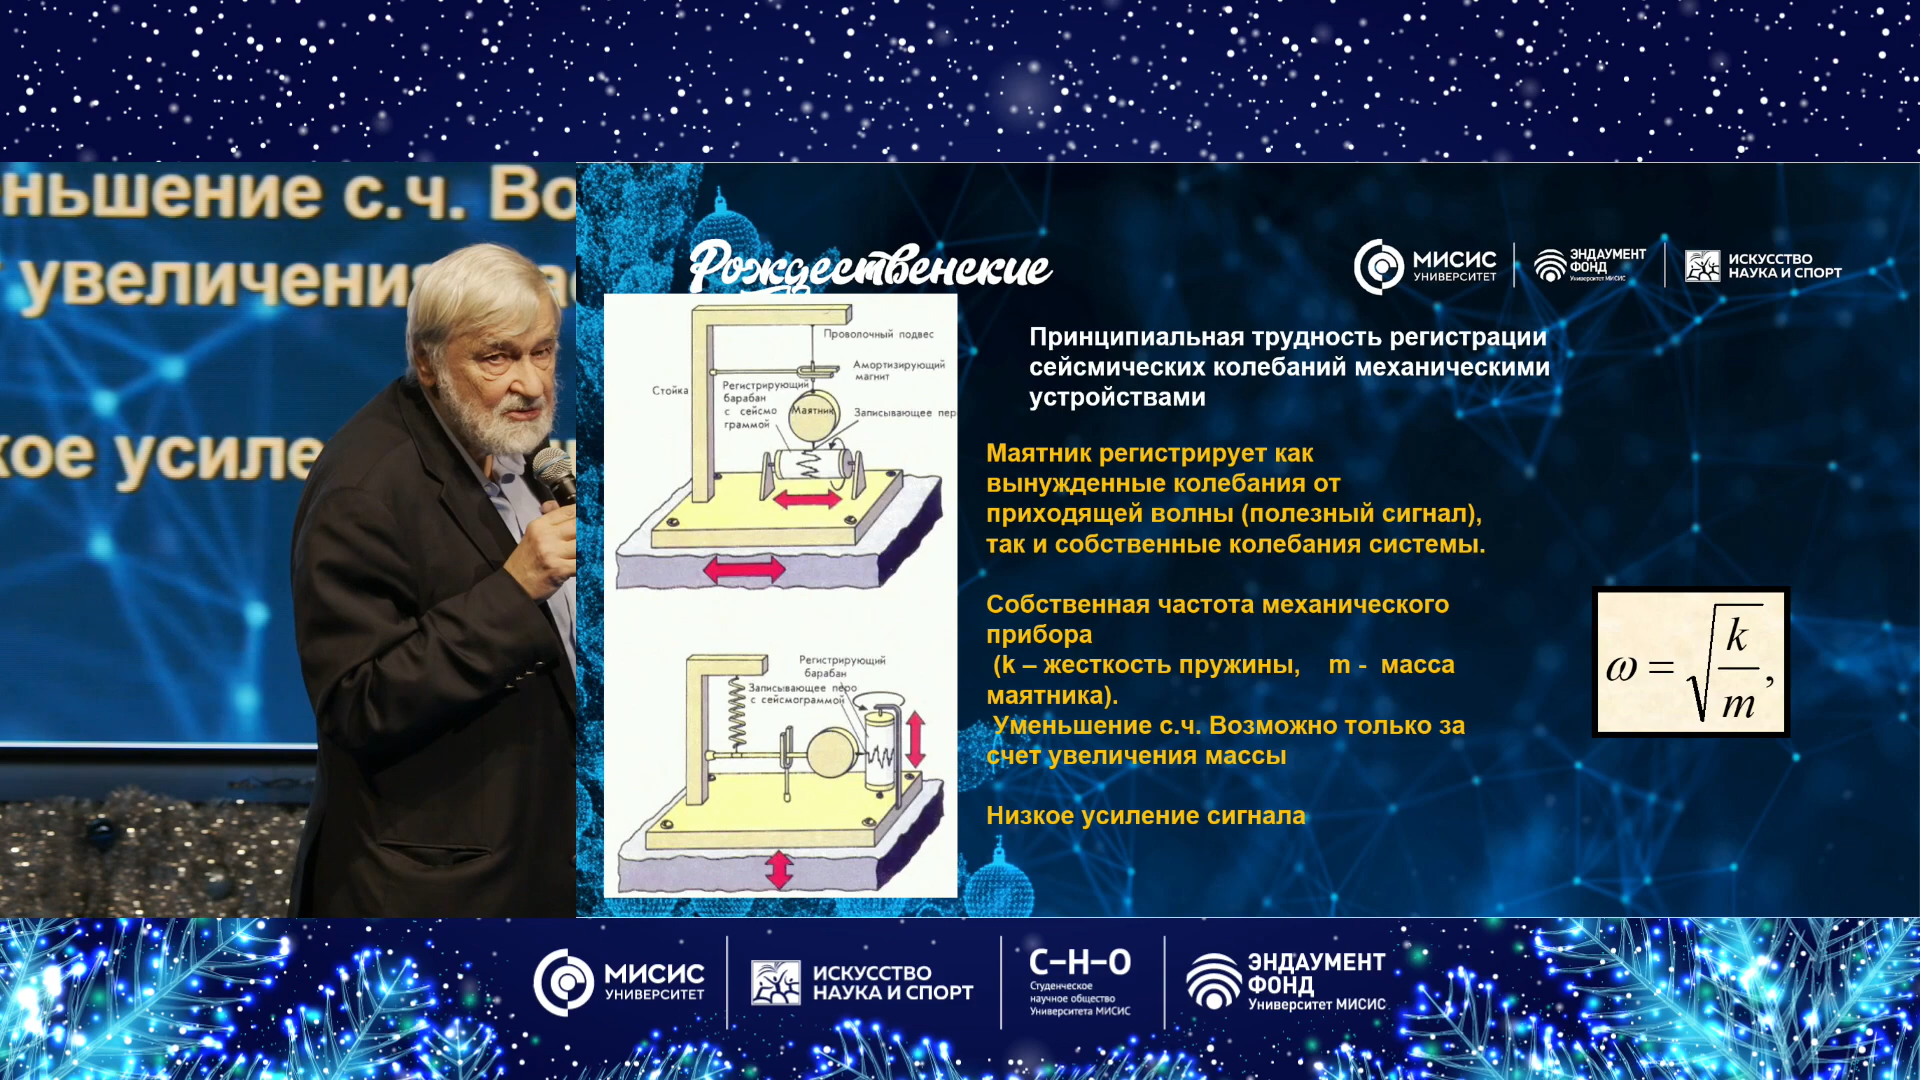 ньшение с.ч. Во
увеличени
кое усиле
Рождественские
МИСИС
УНИВЕРСИТЕТ
ЭНДАУМЕНТ
ФОНД
Университет МИСИС
ИСКУССТВО
НАУКА И СПОРТ
Принципиальная трудность регистрации
сейсмических колебаний механическими
устройствами
Проволочный подвес
Амортизирующий
магнит
Стойка
Регистрирующий
барабан
с сейсмо
граммой
Маятник
Записывающее пер
Маятник регистрирует как
вынужденные колебания от
приходящей волны (полезный сигнал),
так и собственные колебания системы.
Собственная частота механического
прибора
(k – жесткость пружины, m - масса
маятника).
Уменьшение с.ч. Возможно только за
счет увеличения массы
Низкое усиление сигнала
ω = √k/m,
Регистрирующий
барабан
Записывающее перо
с сейсмограммой
МИСИС
УНИВЕРСИТЕТ
ИСКУССТВО
НАУКА И СПОРТ
С–Н–О
Студенческое
научное общество
Университета МИСИС
ЭНДАУМЕНТ
ФОНД
Университет МИСИС